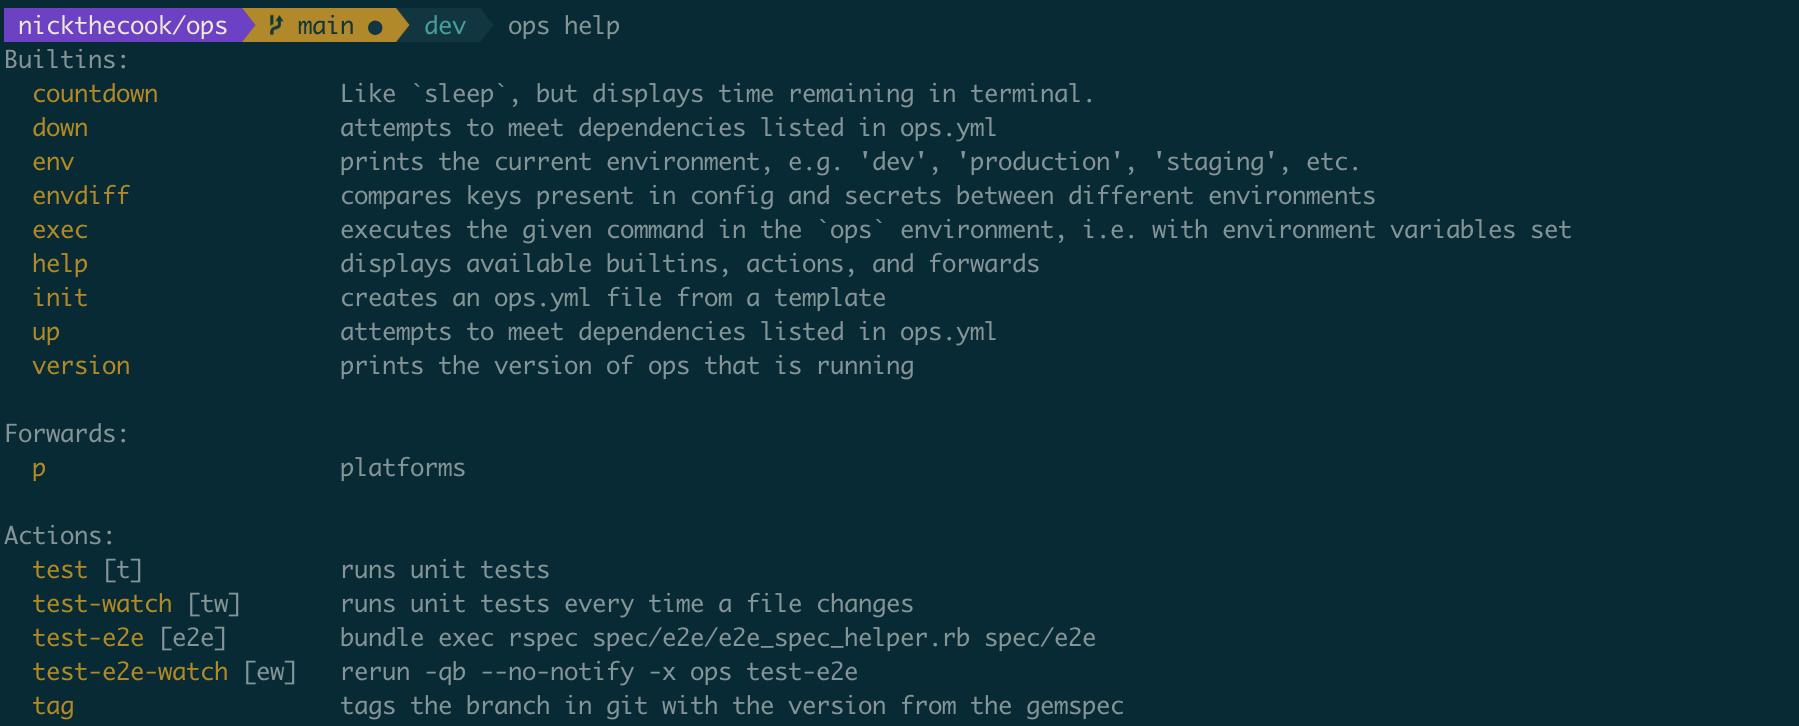 nickthecook/ops main ● dev ops help
Builtins:
countdown Like `sleep`, but displays time remaining in terminal.
down attempts to meet dependencies listed in ops.yml
env prints the current environment, e.g. 'dev', 'production', 'staging', etc.
envdiff compares keys present in config and secrets between different environments
exec executes the given command in the `ops` environment, i.e. with environment variables set
help displays available builtins, actions, and forwards
init creates an ops.yml file from a template
up attempts to meet dependencies listed in ops.yml
version prints the version of ops that is running
Forwards:
p platforms
Actions:
test [t] runs unit tests
test-watch [tw] runs unit tests every time a file changes
test-e2e [e2e] bundle exec rspec spec/e2e/e2e_spec_helper.rb spec/e2e
test-e2e-watch [ew] rerun -qb --no-notify -x ops test-e2e
tag tags the branch in git with the version from the gemspec